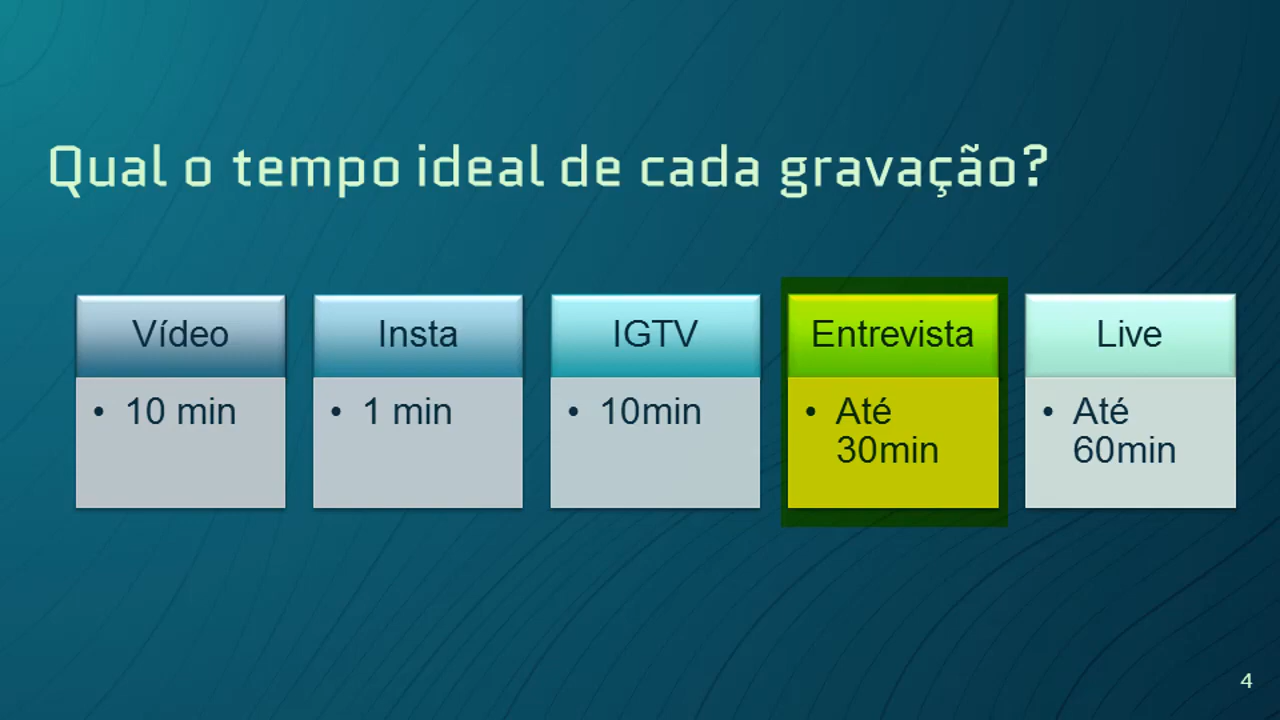 Qual o tempo ideal de cada gravação?
Vídeo
• 10 min
Insta
• 1 min
IGTV
• 10min
Entrevista
• Até
30min
Live
• Até
60min
4